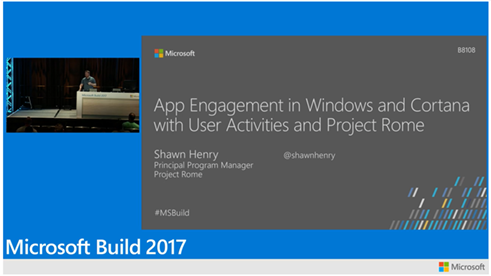 Microsoft
B8108
App Engagement in Windows and Cortana
with User Activities and Project Rome
Shawn Henry
@shawnhenry
Principal Program Manager
Project Rome
#MSBuild
Microsoft Build 2017
Microsoft